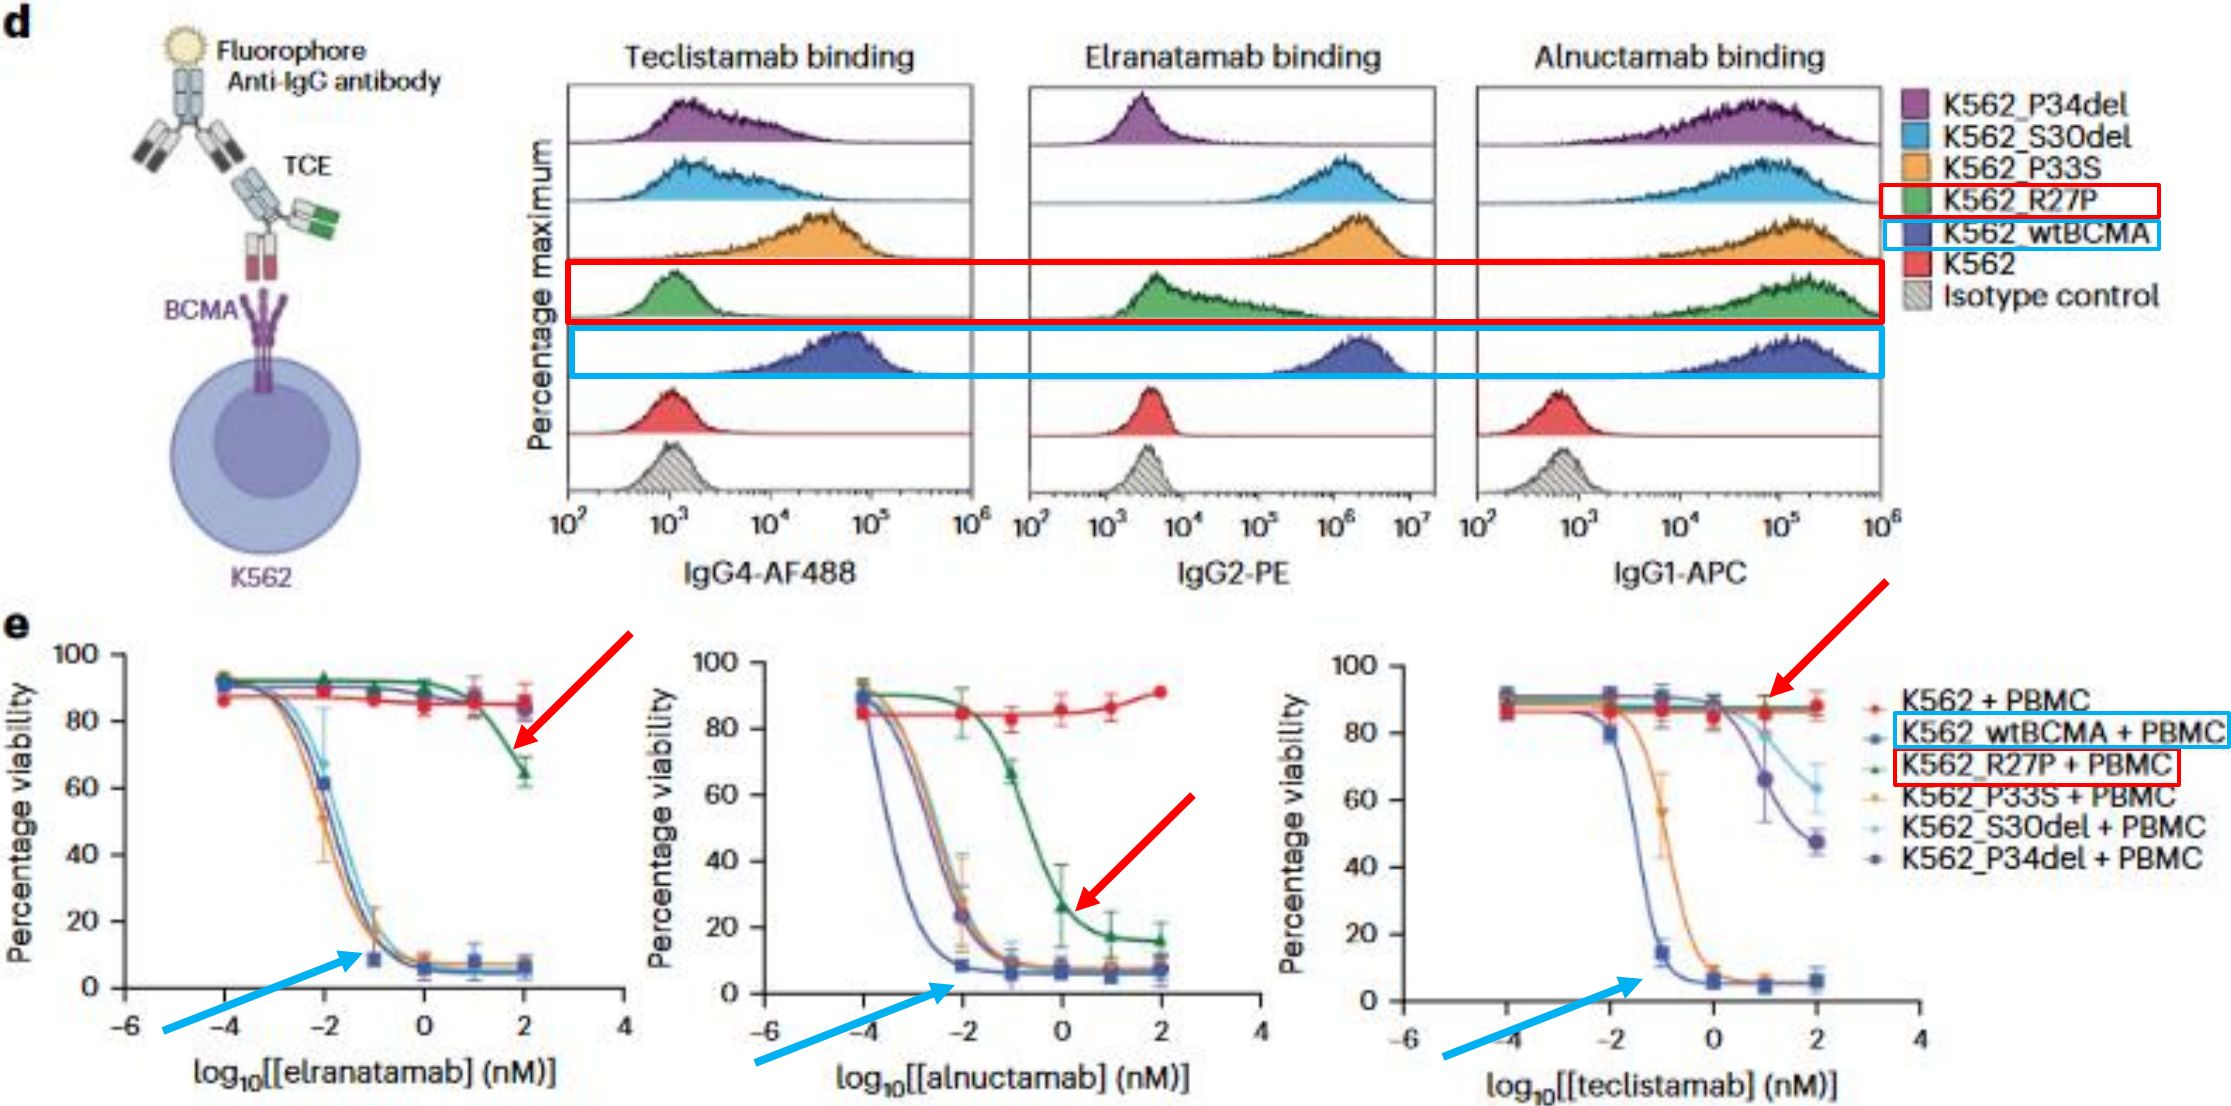 d
Fluorophore
Anti-IgG antibody
TCE
BCMA
K562
Percentage maximum
Teclistamab binding
10² 10³ 10⁴ 10⁵ 10⁶
IgG4-AF488
Elranatamab binding
10² 10³ 10⁴ 10⁵ 10⁶ 10⁷
IgG2-PE
Alnuctamab binding
10² 10³ 10⁴ 10⁵ 10⁶
IgG1-APC
K562_P34del
K562_S30del
K562_P33S
K562_R27P
K562_wtBCMA
K562
Isotype control
e
Percentage viability
100
80
60
40
20
0
–6 –4 –2 0 2 4
log₁₀[[elranatamab] (nM)]
Percentage viability
100
80
60
40
20
0
–6 –4 –2 0 2 4
log₁₀[[alnuctamab] (nM)]
Percentage viability
100
80
60
40
20
0
–6 –4 –2 0 2 4
log₁₀[[teclistamab] (nM)]
K562 + PBMC
K562_wtBCMA + PBMC
K562_R27P + PBMC
K562_P33S + PBMC
K562_S30del + PBMC
K562_P34del + PBMC